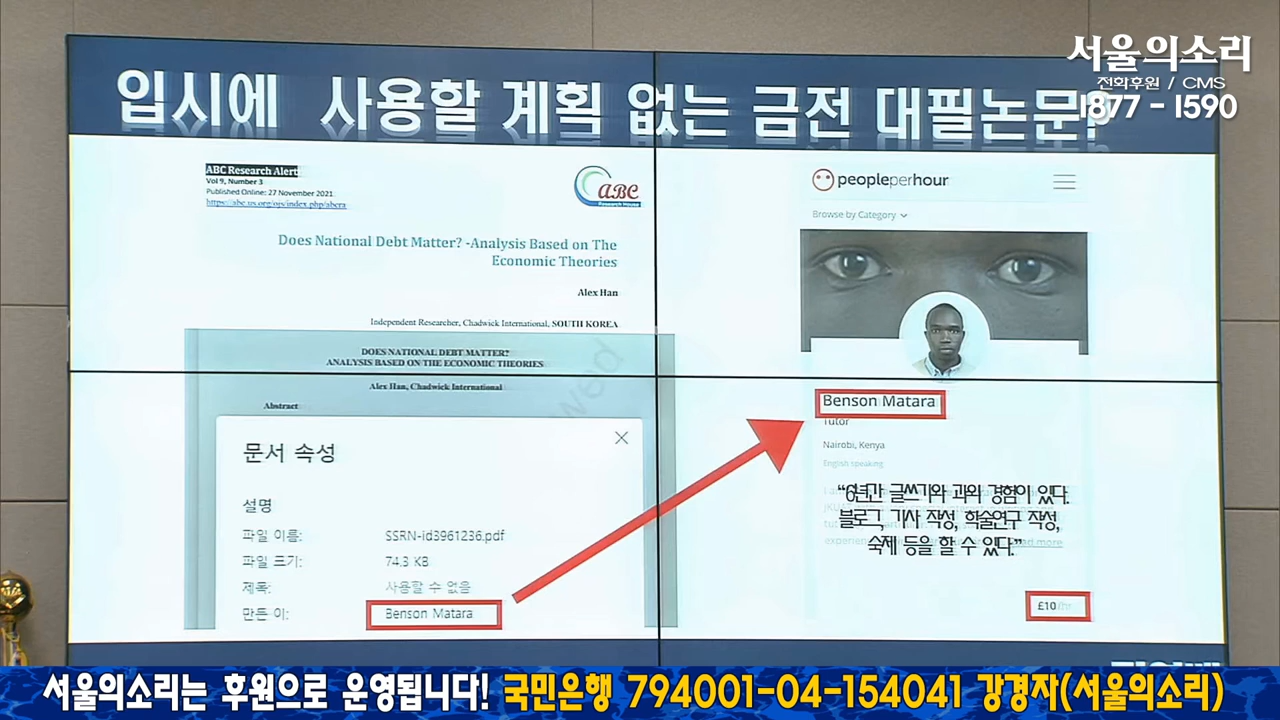 서울의소리
전화후원 / CMS
1877-1590
입시에 사용할 계획 없는 금전 대필논문?
ABC Research Alert
Vol 9, Number 3
Published Online: 27 November 2021
https://abc.us.org/ojs/index.php/abcra
ABC
Research House
Does National Debt Matter? -Analysis Based on The
Economic Theories
Alex Han
Independent Researcher, Chadwick International, SOUTH KOREA
DOES NATIONAL DEBT MATTER?
ANALYSIS BASED ON THE ECONOMIC THEORIES
Alex Han, Chadwick International
Abstract
문서 속성
설명
파일 이름: SSRN-id3961236.pdf
파일 크기: 74.3 KB
제목: 사용할 수 없음
만든 이: Benson Matara
peopleperhour
Browse by Category
Benson Matara
Tutor
Nairobi, Kenya
English speaking
“6년간 글쓰기와 과외 경험이 있다.
블로그, 기사 작성, 학술연구 작성,
숙제 등을 할 수 있다.”
read more
£10/hr
서울의소리는 후원으로 운영됩니다! 국민은행 794001-04-154041 강경자(서울의소리)